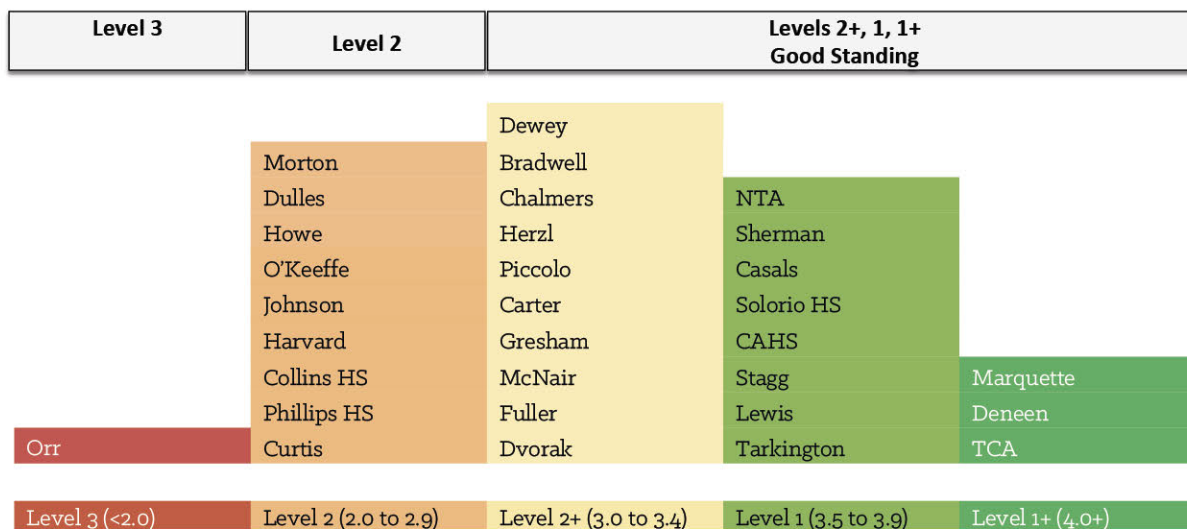 Level 3
Level 2
Levels 2+, 1, 1+
Good Standing
Orr
Level 3 (<2.0)
Morton
Dulles
Howe
O'Keeffe
Johnson
Harvard
Collins HS
Phillips HS
Curtis
Level 2 (2.0 to 2.9)
Dewey
Bradwell
Chalmers
Herzl
Piccolo
Carter
Gresham
McNair
Fuller
Dvorak
Level 2+ (3.0 to 3.4)
NTA
Sherman
Casals
Solorio HS
CAHS
Stagg
Lewis
Tarkington
Level 1 (3.5 to 3.9)
Marquette
Deneen
TCA
Level 1+ (4.0+)